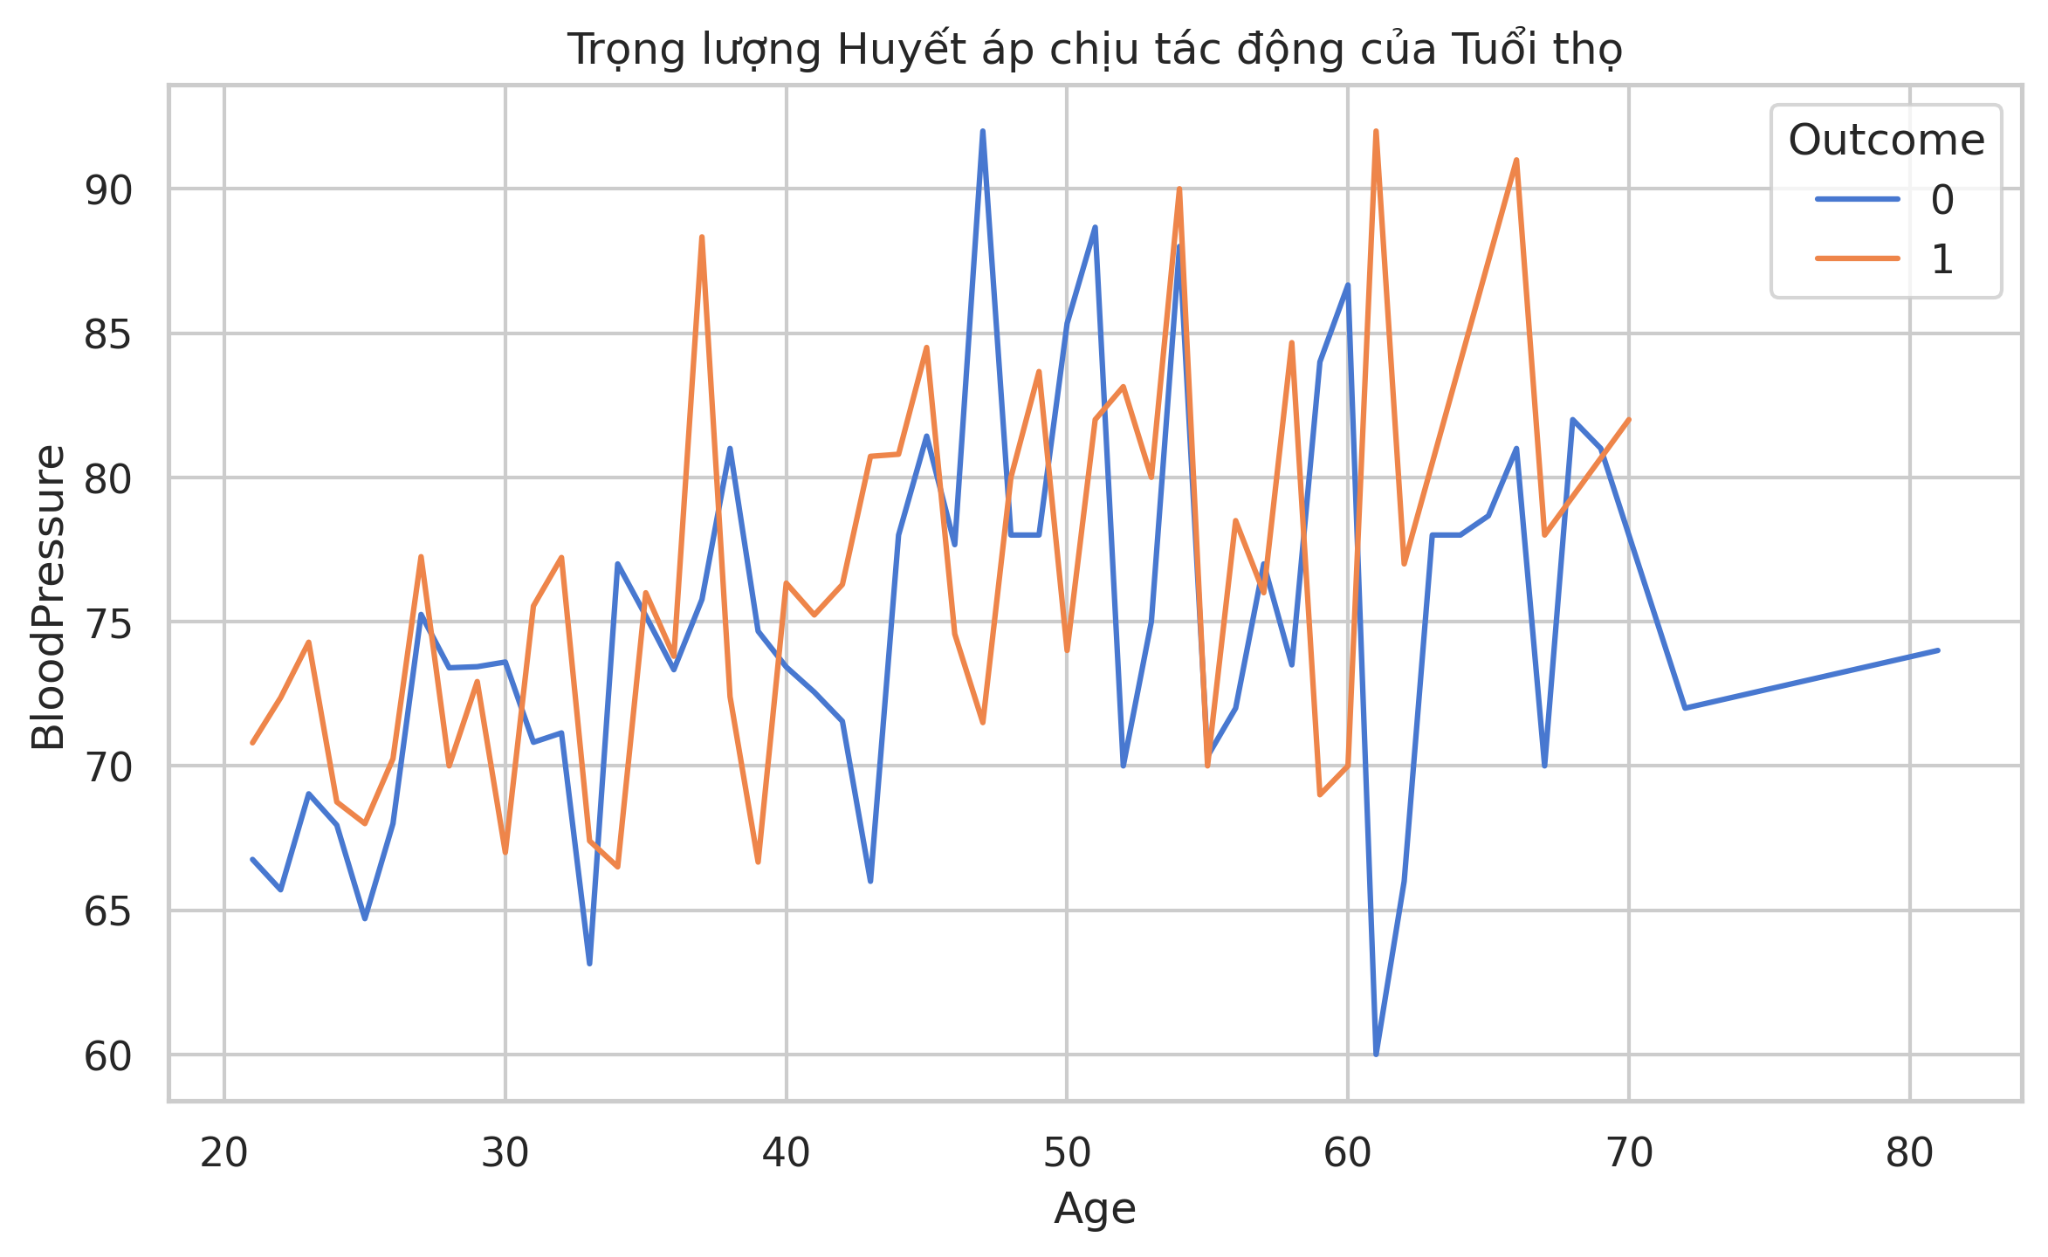 Trọng lượng Huyết áp chịu tác động của Tuổi thọ
Outcome
0
1
BloodPressure
90
85
80
75
70
65
60
20 30 40 50 60 70 80
Age